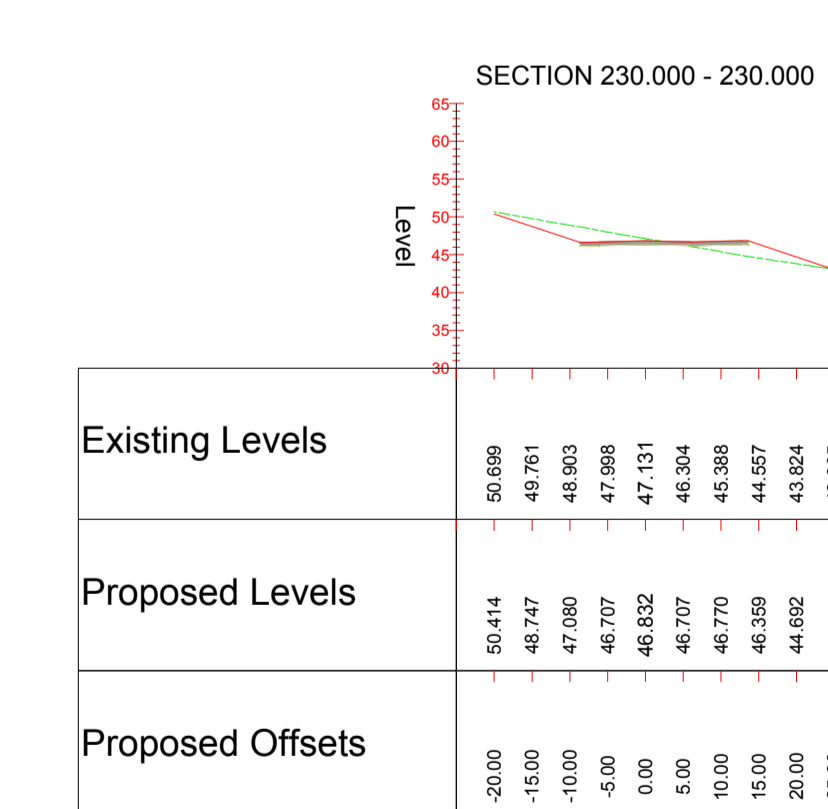 SECTION 230.000 - 230.000
65
60
55
50
45
40
35
30
Level
Existing Levels
50.699 49.761 48.903 47.998 47.131 46.304 45.388 44.557 43.824
Proposed Levels
50.414 48.747 47.080 46.707 46.832 46.707 46.770 46.359 44.692
Proposed Offsets
-20.00 -15.00 -10.00 -5.00 0.00 5.00 10.00 15.00 20.00